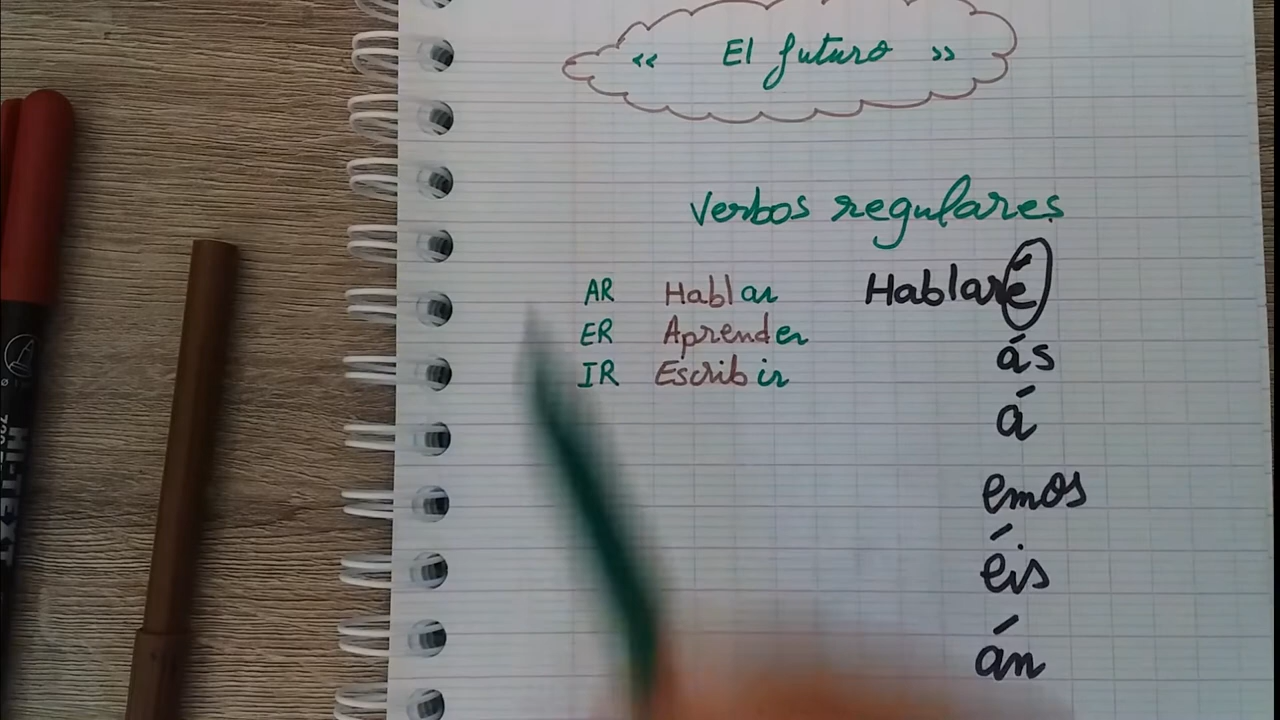 « El futuro »
verbos regulares
AR Hablar Hablaré
ER Aprender ás
IR Escribir á
emos
éis
án
HI-TEXT